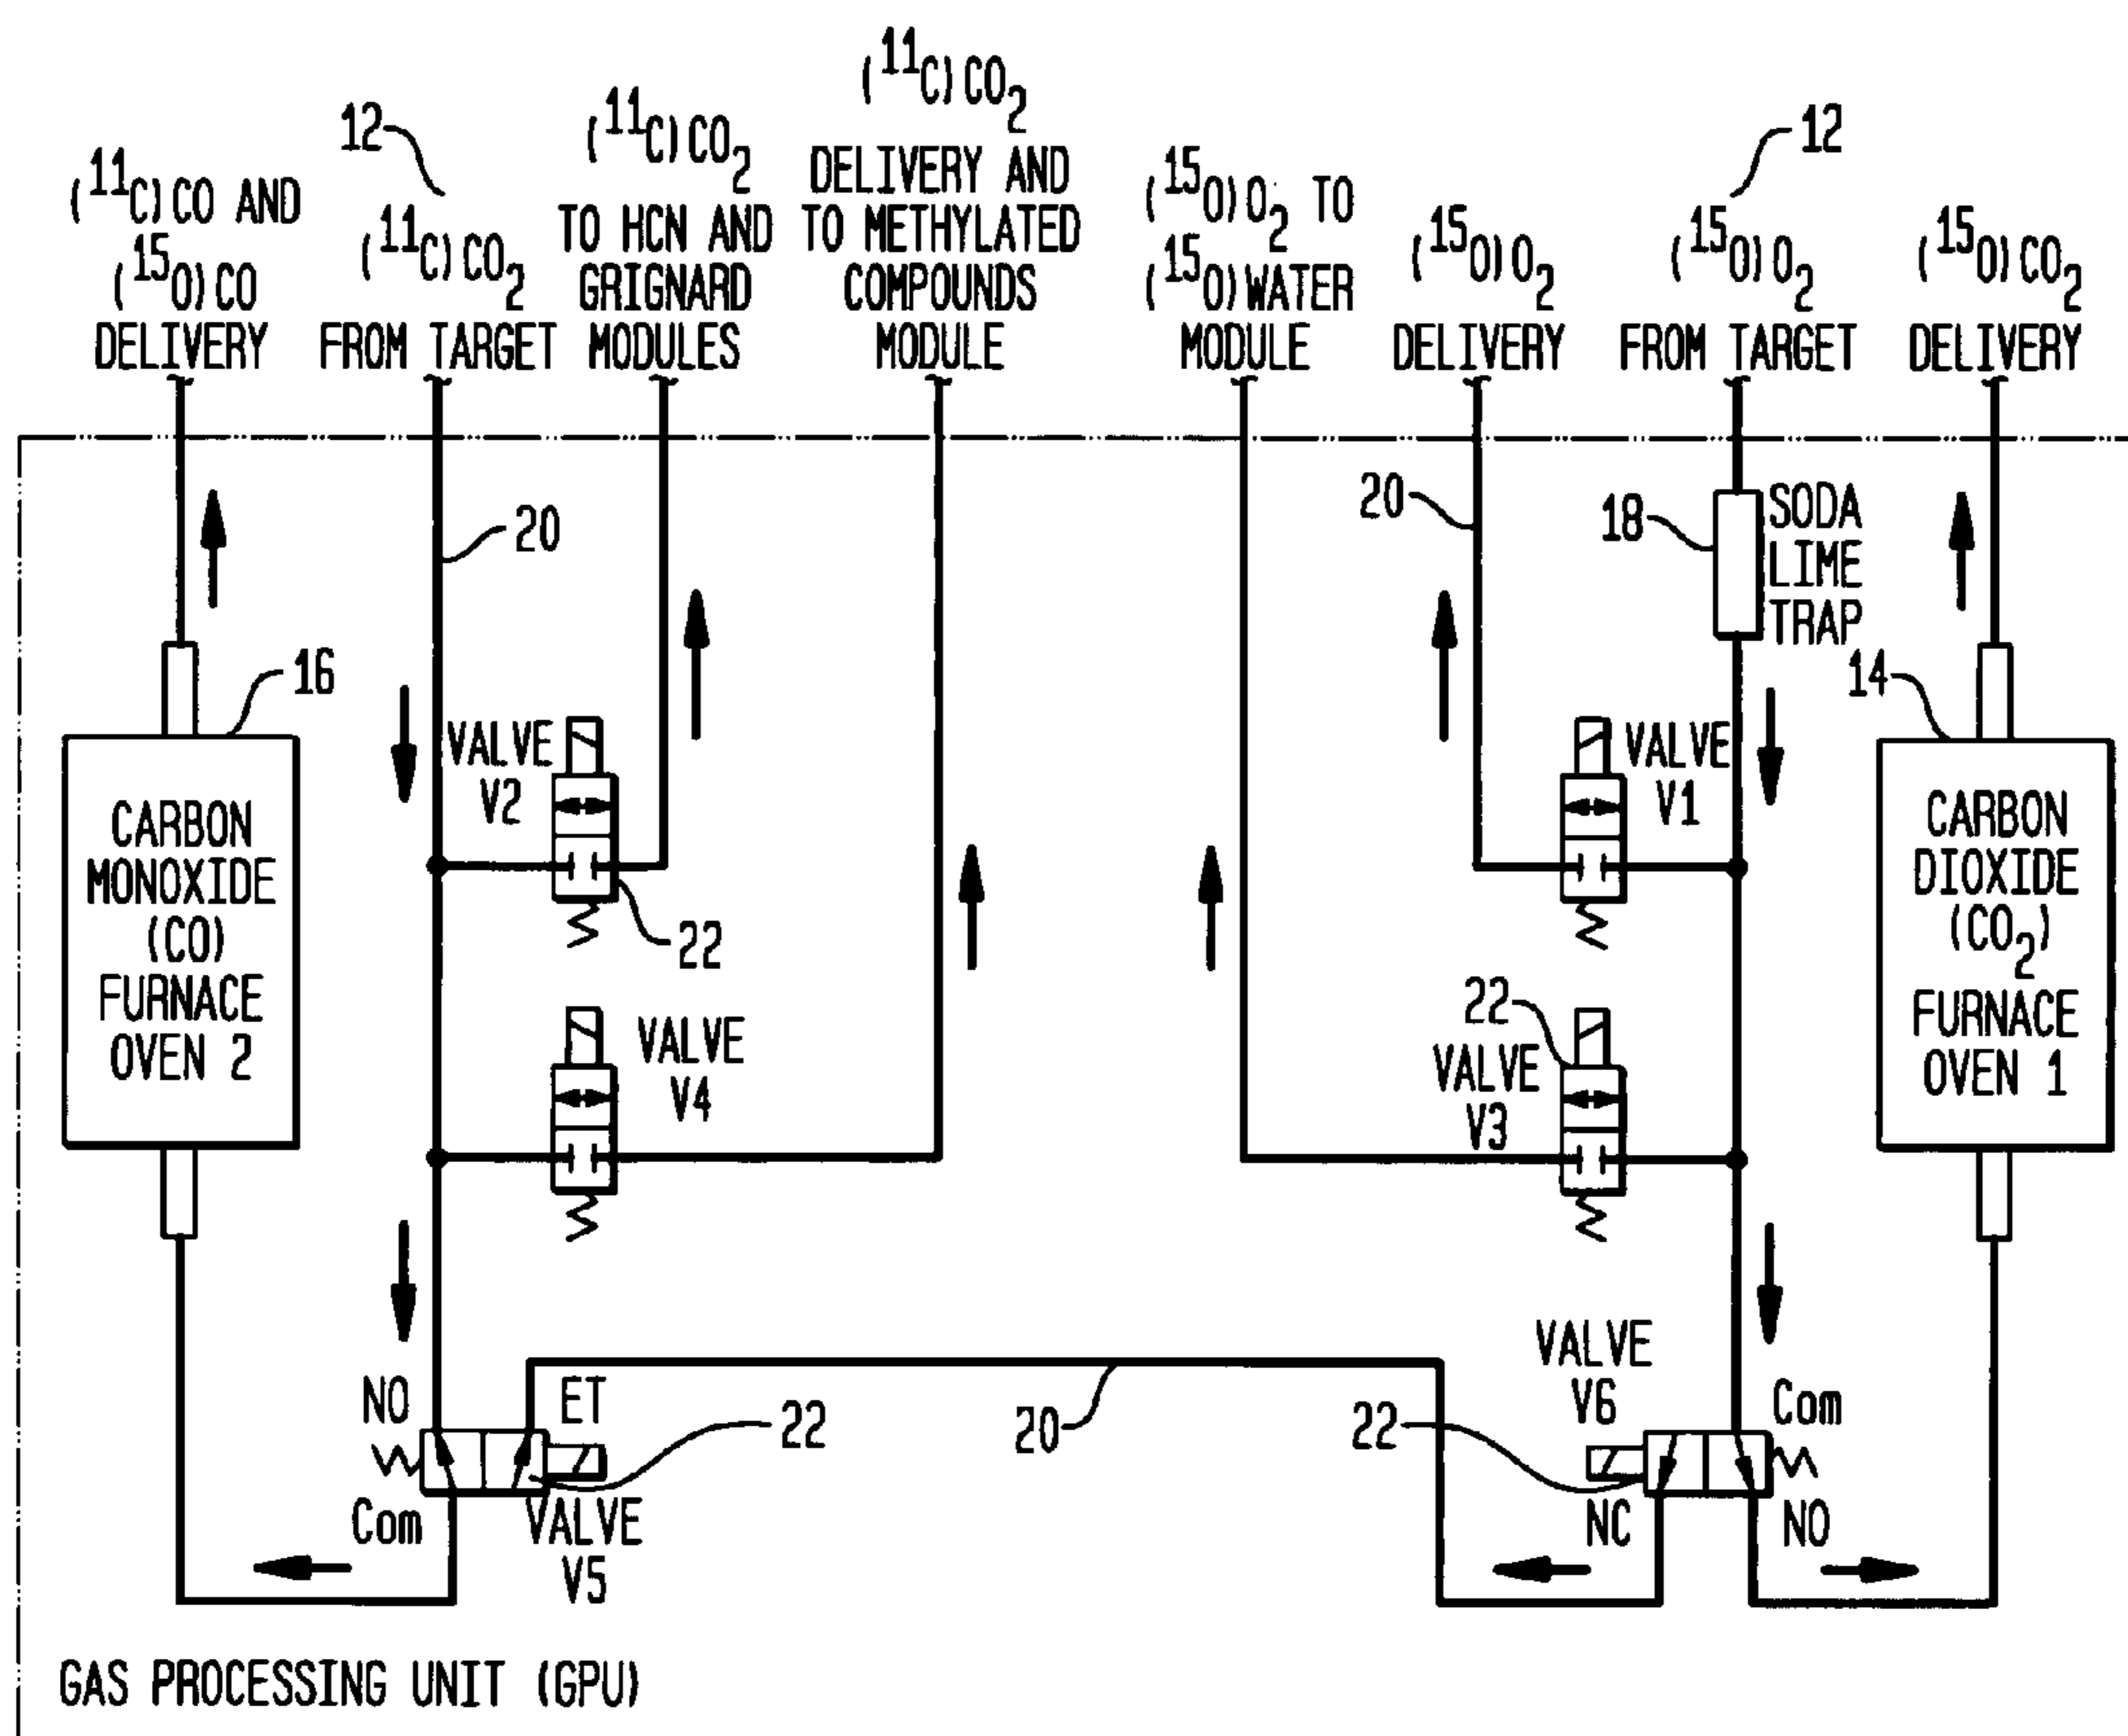 (11C)CO AND
(15O)CO
DELIVERY
12
(11C)CO2
FROM TARGET
(11C)CO2
TO HCN AND
GRIGNARD
MODULES
(11C)CO2
DELIVERY AND
TO METHYLATED
COMPOUNDS
MODULE
(15O)O2 TO
(15O)WATER
MODULE
(15O)O2
DELIVERY
12
(15O)O2
FROM TARGET
(15O)CO2
DELIVERY
20
20
18
SODA
LIME
TRAP
16
14
VALVE
V2
VALVE
V1
CARBON
MONOXIDE
(CO)
FURNACE
OVEN 2
CARBON
DIOXIDE
(CO2)
FURNACE
OVEN 1
22
VALVE
V4
22
VALVE
V3
NO
ET
22
Com
VALVE
V5
20
VALVE
V6
Com
22
NC
NO
GAS PROCESSING UNIT (GPU)